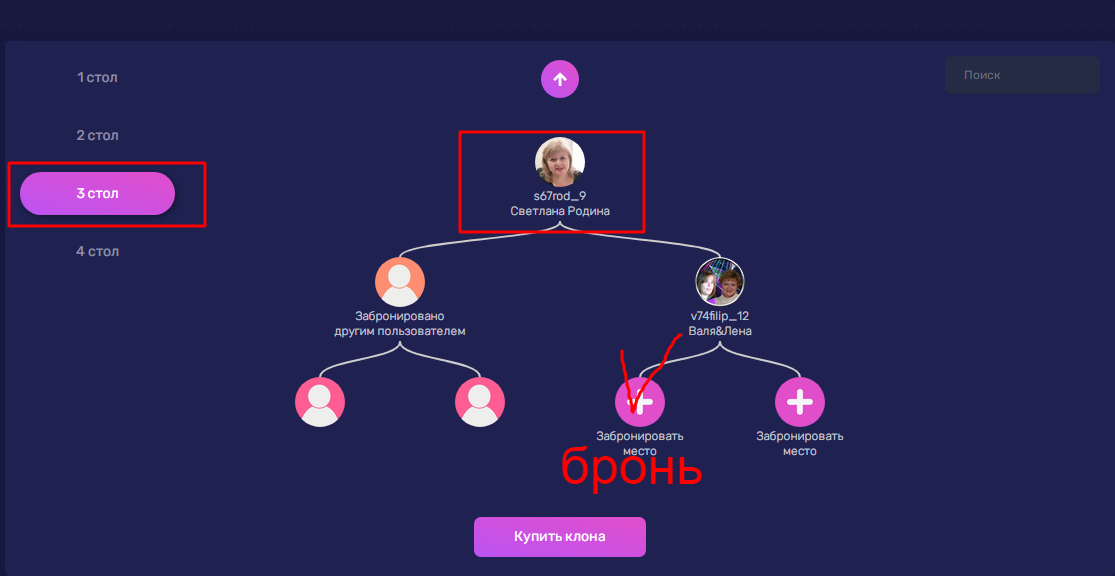 1 стол
Поиск
2 стол
3 стол
s67rod_9
Светлана Родина
4 стол
Забронировано
другим пользователем
v74filip_12
Валя&Лена
Забронировать
место
Забронировать
место
бронь
Купить клона